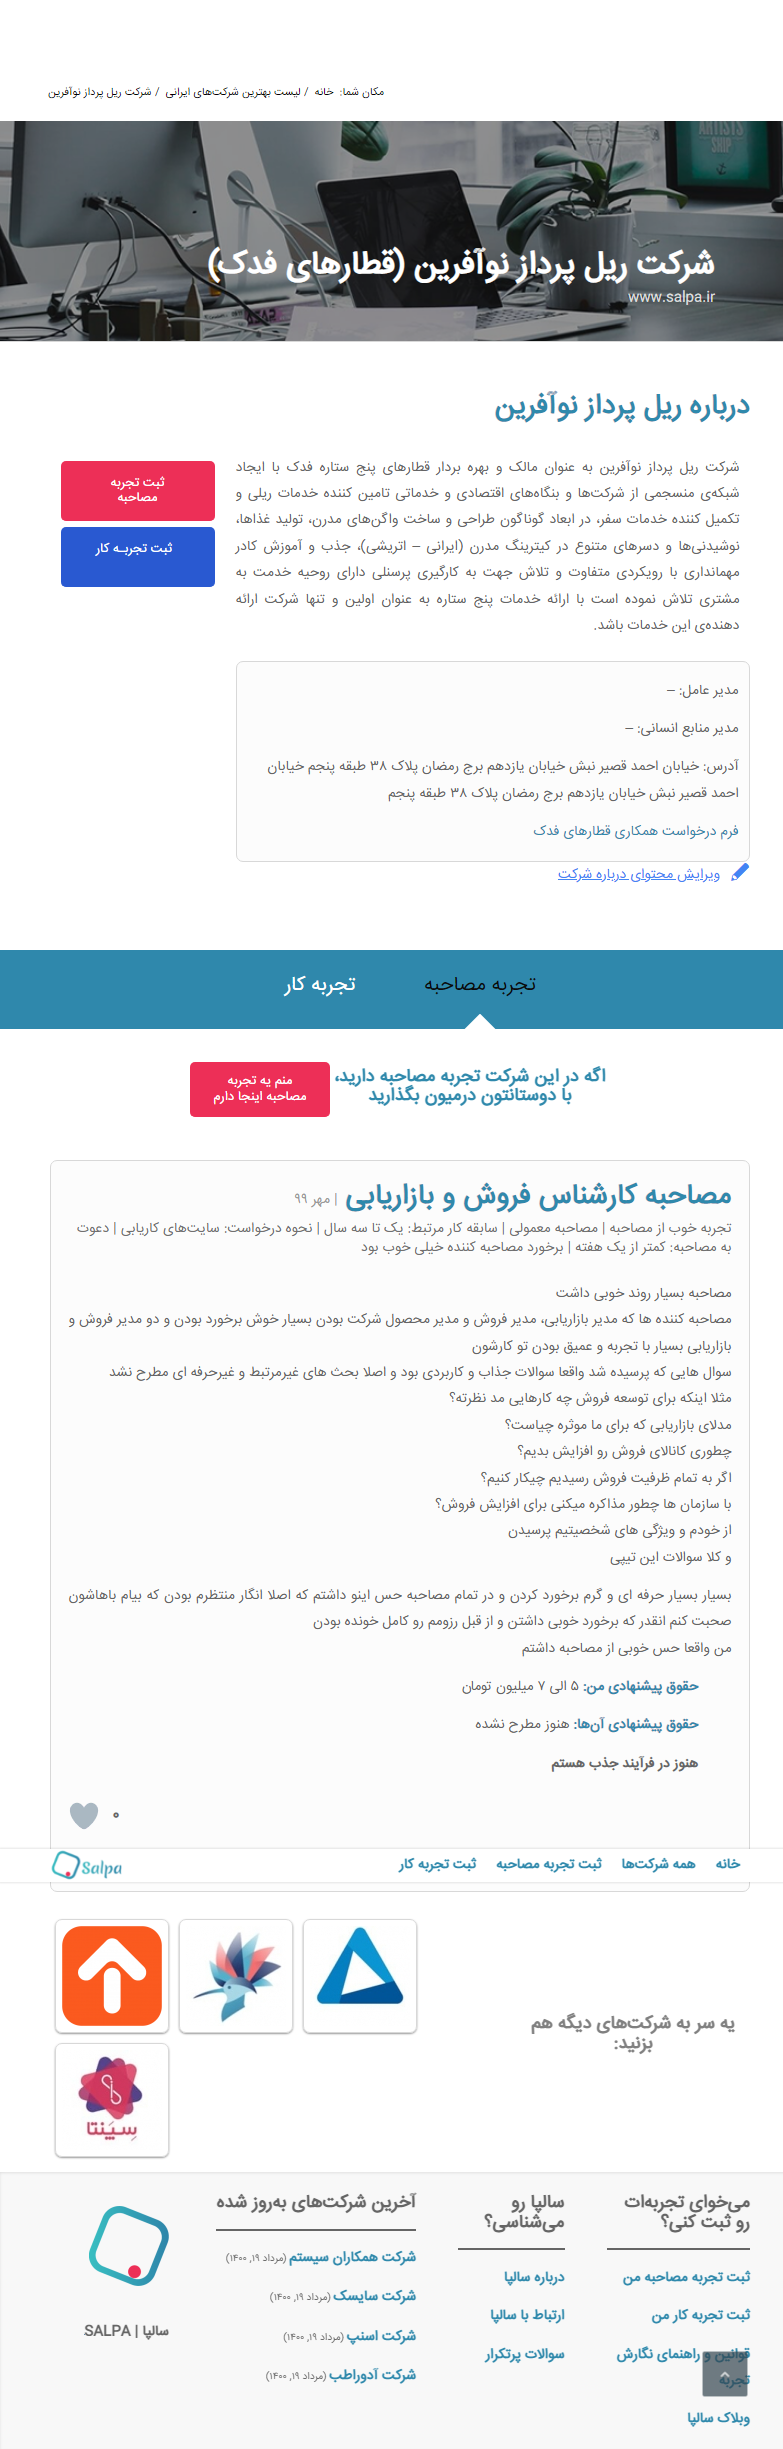 مکان شما: خانه / لیست بهترین شرکت‌های ایرانی / شرکت ریل پرداز نوآفرین
ARTISTS
SHIP
شرکت ریل پرداز نوآفرین (قطارهای فدک)
www.salpa.ir
درباره ریل پرداز نوآفرین
شرکت ریل پرداز نوآفرین به عنوان مالک و بهره بردار قطارهای پنج ستاره فدک با ایجاد
شبکه‌ی منسجمی از شرکت‌ها و بنگاه‌های اقتصادی و خدماتی تامین کننده خدمات ریلی و
تکمیل کننده خدمات سفر، در ابعاد گوناگون طراحی و ساخت واگن‌های مدرن، تولید غذاها،
نوشیدنی‌ها و دسرهای متنوع در کیترینگ مدرن (ایرانی – اتریشی)، جذب و آموزش کادر
مهمانداری با رویکردی متفاوت و تلاش جهت به کارگیری پرسنلی دارای روحیه خدمت به
مشتری تلاش نموده است با ارائه خدمات پنج ستاره به عنوان اولین و تنها شرکت ارائه
دهنده‌ی این خدمات باشد.
ثبت تجربه
مصاحبه
ثبت تجربـه کار
مدیر عامل: –
مدیر منابع انسانی: –
آدرس: خیابان احمد قصیر نبش خیابان یازدهم برج رمضان پلاک ۳۸ طبقه پنجم خیابان
احمد قصیر نبش خیابان یازدهم برج رمضان پلاک ۳۸ طبقه پنجم
فرم درخواست همکاری قطارهای فدک
ویرایش محتوای درباره شرکت
تجربه مصاحبه
تجربه کار
اگه در این شرکت تجربه مصاحبه دارید،
با دوستانتون درمیون بگذارید
منم یه تجربه
مصاحبه اینجا دارم
مصاحبه کارشناس فروش و بازاریابی | مهر ۹۹
تجربه خوب از مصاحبه | مصاحبه معمولی | سابقه کار مرتبط: یک تا سه سال | نحوه درخواست: سایت‌های کاریابی | دعوت
به مصاحبه: کمتر از یک هفته | برخورد مصاحبه کننده خیلی خوب بود
مصاحبه بسیار روند خوبی داشت
مصاحبه کننده ها که مدیر بازاریابی، مدیر فروش و مدیر محصول شرکت بودن بسیار خوش برخورد بودن و دو مدیر فروش و
بازاریابی بسیار با تجربه و عمیق بودن تو کارشون
سوال هایی که پرسیده شد واقعا سوالات جذاب و کاربردی بود و اصلا بحث های غیرمرتبط و غیرحرفه ای مطرح نشد
مثلا اینکه برای توسعه فروش چه کارهایی مد نظرته؟
مدلای بازاریابی که برای ما موثره چیاست؟
چطوری کانالای فروش رو افزایش بدیم؟
اگر به تمام ظرفیت فروش رسیدیم چیکار کنیم؟
با سازمان ها چطور مذاکره میکنی برای افزایش فروش؟
از خودم و ویژگی های شخصیتیم پرسیدن
و کلا سوالات این تیپی
بسیار بسیار حرفه ای و گرم برخورد کردن و در تمام مصاحبه حس اینو داشتم که اصلا انگار منتظرم بودن که بیام باهاشون
صحبت کنم انقدر که برخورد خوبی داشتن و از قبل رزومم رو کامل خونده بودن
من واقعا حس خوبی از مصاحبه داشتم
حقوق پیشنهادی من: ۵ الی ۷ میلیون تومان
حقوق پیشنهادی آن‌ها: هنوز مطرح نشده
هنوز در فرآیند جذب هستم
۰
خانه
همه شرکت‌ها
ثبت تجربه مصاحبه
ثبت تجربه کار
Salpa
یه سر به شرکت‌های دیگه هم
بزنید:
سپنتا
می‌خوای تجربه‌ات
رو ثبت کنی؟
ثبت تجربه مصاحبه من
ثبت تجربه کار من
قوانین و راهنمای نگارش
تجربه
وبلاگ سالپا
سالپا رو
می‌شناسی؟
درباره سالپا
ارتباط با سالپا
سوالات پرتکرار
آخرین شرکت‌های به‌روز شده
شرکت همکاران سیستم (مرداد ۱۹, ۱۴۰۰)
شرکت سایسک (مرداد ۱۹, ۱۴۰۰)
شرکت اسنپ (مرداد ۱۹, ۱۴۰۰)
شرکت آدوراطب (مرداد ۱۹, ۱۴۰۰)
سالپا | SALPA